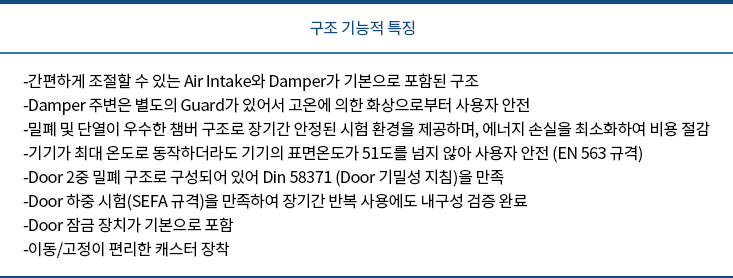 구조 기능적 특징
-간편하게 조절할 수 있는 Air Intake와 Damper가 기본으로 포함된 구조
-Damper 주변은 별도의 Guard가 있어서 고온에 의한 화상으로부터 사용자 안전
-밀폐 및 단열이 우수한 챔버 구조로 장기간 안정된 시험 환경을 제공하며, 에너지 손실을 최소화하여 비용 절감
-기기가 최대 온도로 동작하더라도 기기의 표면온도가 51도를 넘지 않아 사용자 안전 (EN 563 규격)
-Door 2중 밀폐 구조로 구성되어 있어 Din 58371 (Door 기밀성 지침)을 만족
-Door 하중 시험(SEFA 규격)을 만족하여 장기간 반복 사용에도 내구성 검증 완료
-Door 잠금 장치가 기본으로 포함
-이동/고정이 편리한 캐스터 장착